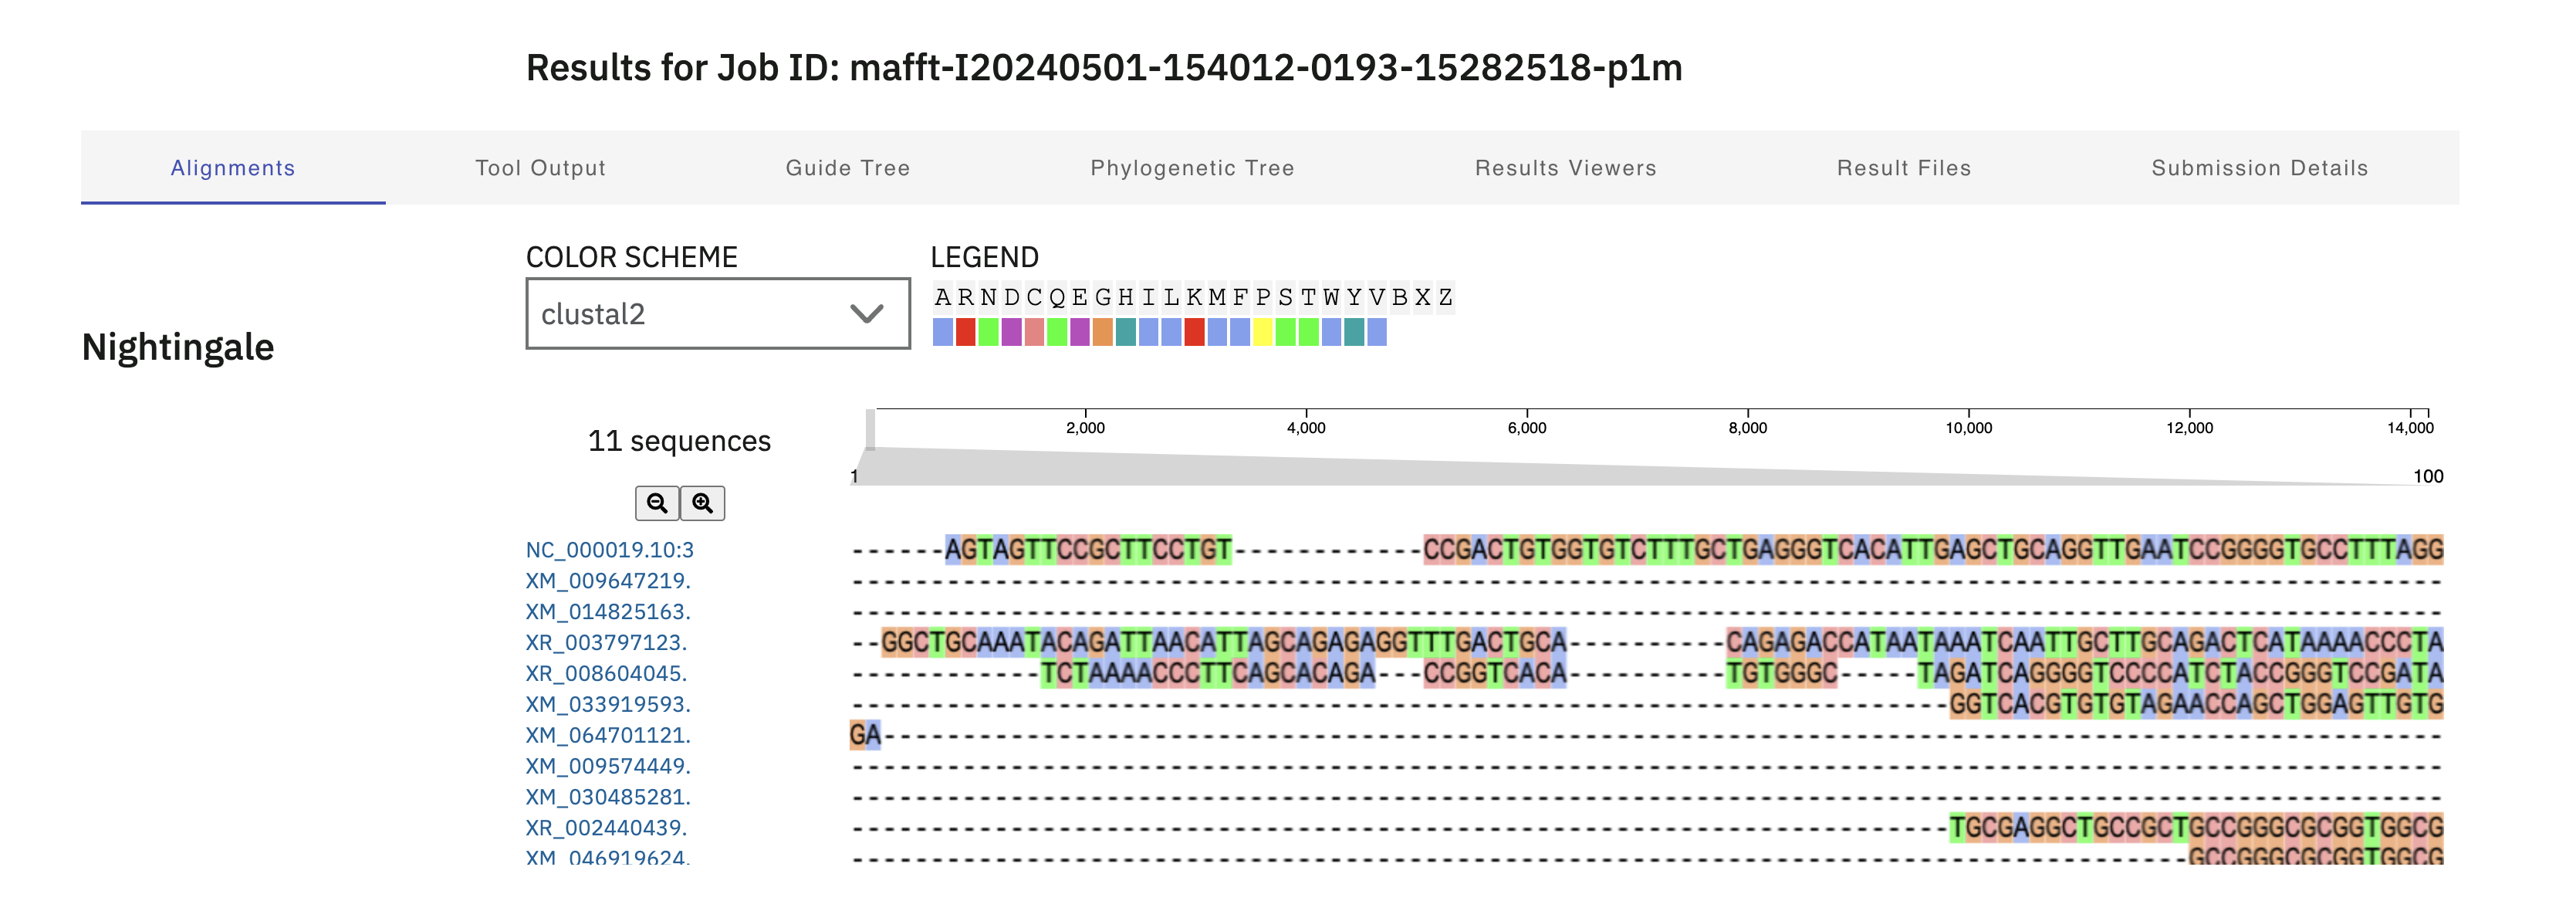 Results for Job ID: mafft-I20240501-154012-0193-15282518-p1m
Alignments Tool Output Guide Tree Phylogenetic Tree Results Viewers Result Files Submission Details
COLOR SCHEME LEGEND
A R N D C Q E G H I L K M F P S T W Y V B X Z
clustal2
Nightingale
2,000 4,000 6,000 8,000 10,000 12,000 14,000
11 sequences
1 100
NC_000019.10:3 ------AGTAGTTCCGCTTCCTGT------------CCGACTGTGGTGTCTTTGCTGAGGGTCACATTGAGCTGCAGGTTGAATCCGGGGTGCCTTTAGG
XM_009647219. ----------------------------------------------------------------------------------------------------
XM_014825163. ----------------------------------------------------------------------------------------------------
XR_003797123. --GGCTGCAAATACAGATTAACATTAGCAGAGAGGTTTGACTGCA----------CAGAGACCATAATAAATCAATTGCTTGCAGACTCATAAAACCCTA
XR_008604045. ------------TCTAAAACCCTTCAGCACAGA---CCGGTCACA----------TGTGGGC-----TAGATCAGGGGTCCCCATCTACCGGGTCCGATA
XM_033919593. ---------------------------------------------------------------------GGTCACGTGTGTAGAACCAGCTGGAGTTGTG
XM_064701121. GA--------------------------------------------------------------------------------------------------
XM_009574449. ----------------------------------------------------------------------------------------------------
XM_030485281. ----------------------------------------------------------------------------------------------------
XR_002440439. ---------------------------------------------------------------------TGCGAGGCTGCCGCTGCCGGGCGCGGTGGCG
XM_046919624. ------------------------------------------------------------------------------------GCCGGGCGCGGTGGCG